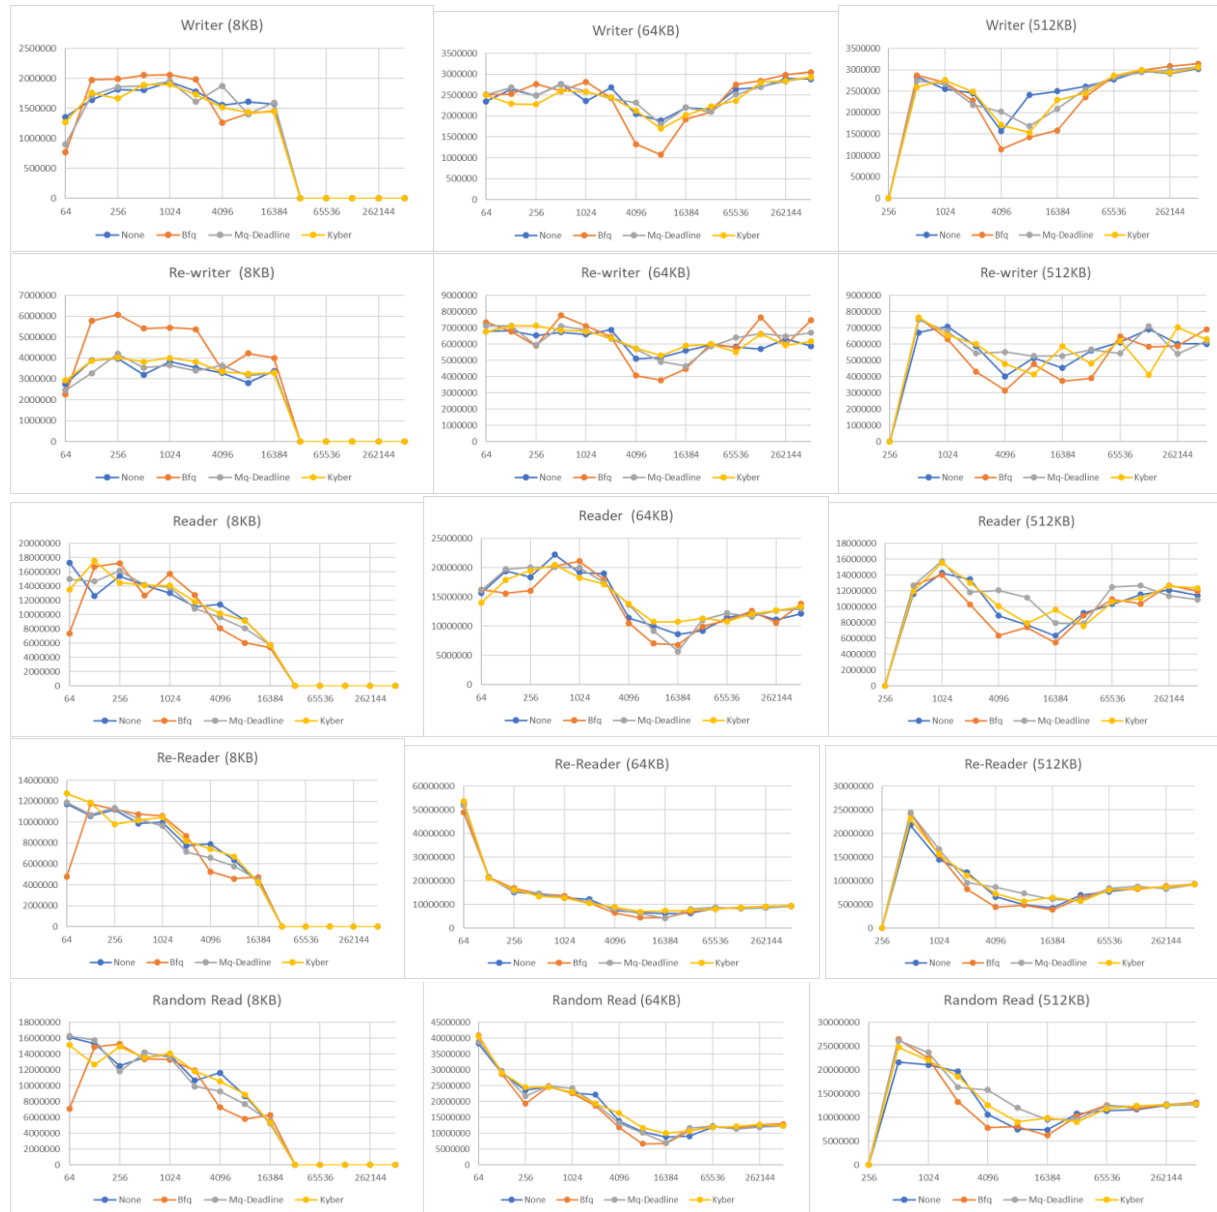 Writer (8KB)
2500000
2000000
1500000
1000000
500000
0
64 256 1024 4096 16384 65536 262144
None Bfq Mq-Deadline Kyber
Writer (64KB)
3500000
3000000
2500000
2000000
1500000
1000000
500000
0
64 256 1024 4096 16384 65536 262144
None Bfq Mq-Deadline Kyber
Writer (512KB)
3500000
3000000
2500000
2000000
1500000
1000000
500000
0
256 1024 4096 16384 65536 262144
None Bfq Mq-Deadline Kyber
Re-writer (8KB)
7000000
6000000
5000000
4000000
3000000
2000000
1000000
0
64 256 1024 4096 16384 65536 262144
None Bfq Mq-Deadline Kyber
Re-writer (64KB)
9000000
8000000
7000000
6000000
5000000
4000000
3000000
2000000
1000000
0
64 256 1024 4096 16384 65536 262144
None Bfq Mq-Deadline Kyber
Re-writer (512KB)
9000000
8000000
7000000
6000000
5000000
4000000
3000000
2000000
1000000
0
256 1024 4096 16384 65536 262144
None Bfq Mq-Deadline Kyber
Reader (8KB)
20000000
18000000
16000000
14000000
12000000
10000000
8000000
6000000
4000000
2000000
0
64 256 1024 4096 16384 65536 262144
None Bfq Mq-Deadline Kyber
Reader (64KB)
25000000
20000000
15000000
10000000
5000000
0
64 256 1024 4096 16384 65536 262144
None Bfq Mq-Deadline Kyber
Reader (512KB)
18000000
16000000
14000000
12000000
10000000
8000000
6000000
4000000
2000000
0
256 1024 4096 16384 65536 262144
None Bfq Mq-Deadline Kyber
Re-Reader (8KB)
14000000
12000000
10000000
8000000
6000000
4000000
2000000
0
64 256 1024 4096 16384 65536 262144
None Bfq Mq-Deadline Kyber
Re-Reader (64KB)
60000000
50000000
40000000
30000000
20000000
10000000
0
64 256 1024 4096 16384 65536 262144
None Bfq Mq-Deadline Kyber
Re-Reader (512KB)
30000000
25000000
20000000
15000000
10000000
5000000
0
256 1024 4096 16384 65536 262144
None Bfq Mq-Deadline Kyber
Random Read (8KB)
18000000
16000000
14000000
12000000
10000000
8000000
6000000
4000000
2000000
0
64 256 1024 4096 16384 65536 262144
None Bfq Mq-Deadline Kyber
Random Read (64KB)
45000000
40000000
35000000
30000000
25000000
20000000
15000000
10000000
5000000
0
64 256 1024 4096 16384 65536 262144
None Bfq Mq-Deadline Kyber
Random Read (512KB)
30000000
25000000
20000000
15000000
10000000
5000000
0
256 1024 4096 16384 65536 262144
None Bfq Mq-Deadline Kyber